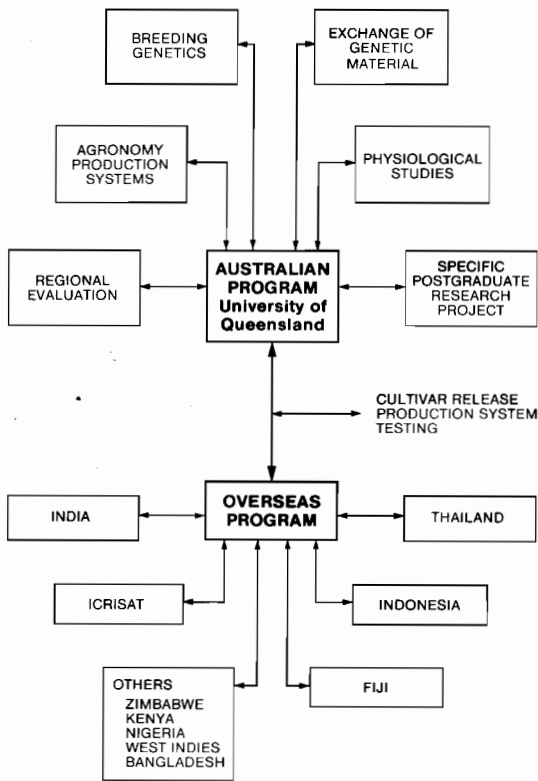 BREEDING
GENETICS
EXCHANGE OF
GENETIC
MATERIAL
AGRONOMY
PRODUCTION
SYSTEMS
PHYSIOLOGICAL
STUDIES
REGIONAL
EVALUATION
AUSTRALIAN
PROGRAM
University of
Queensland
SPECIFIC
POSTGRADUATE
RESEARCH
PROJECT
CULTIVAR RELEASE
PRODUCTION SYSTEM
TESTING
INDIA
OVERSEAS
PROGRAM
THAILAND
ICRISAT
INDONESIA
OTHERS
ZIMBABWE
KENYA
NIGERIA
WEST INDIES
BANGLADESH
FIJI